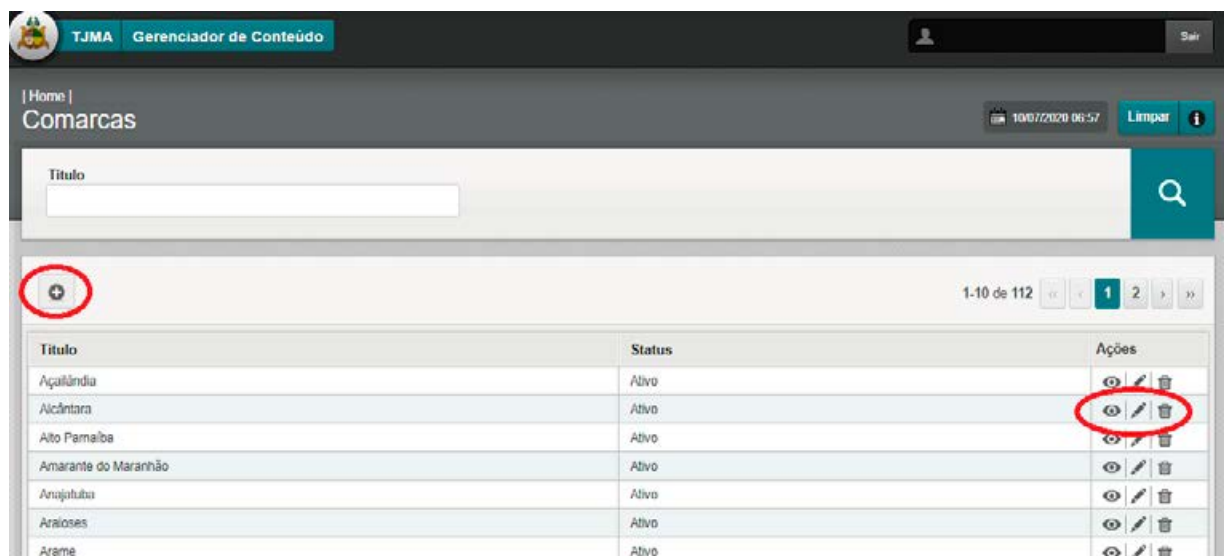 TJMA Gerenciador de Conteúdo Sair
| Home |
Comarcas 10/07/2020 06:57 Limpar
Titulo
1-10 de 112 « ‹ 1 2 › »
Titulo Status Ações
Açailândia Ativo
Alcântara Ativo
Alto Parnaíba Ativo
Amarante do Maranhão Ativo
Anajatuba Ativo
Araioses Ativo
Arame Ativo